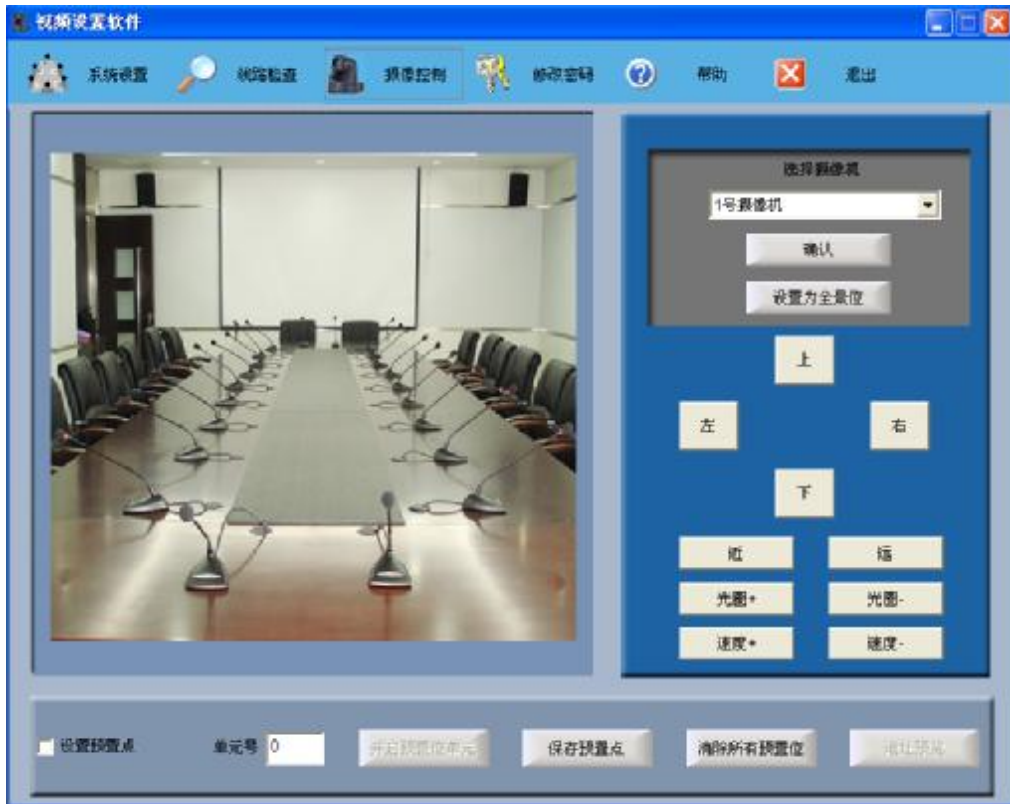 视频设置软件
系统设置 线路检查 摄像控制 修改密码 帮助 退出
选择摄像机
1号摄像机
确认
设置为全景位
上
左 右
下
近 远
光圈+ 光圈-
速度+ 速度-
设置预置点 单元号 0 开启预置位单元 保存预置点 清除所有预置位